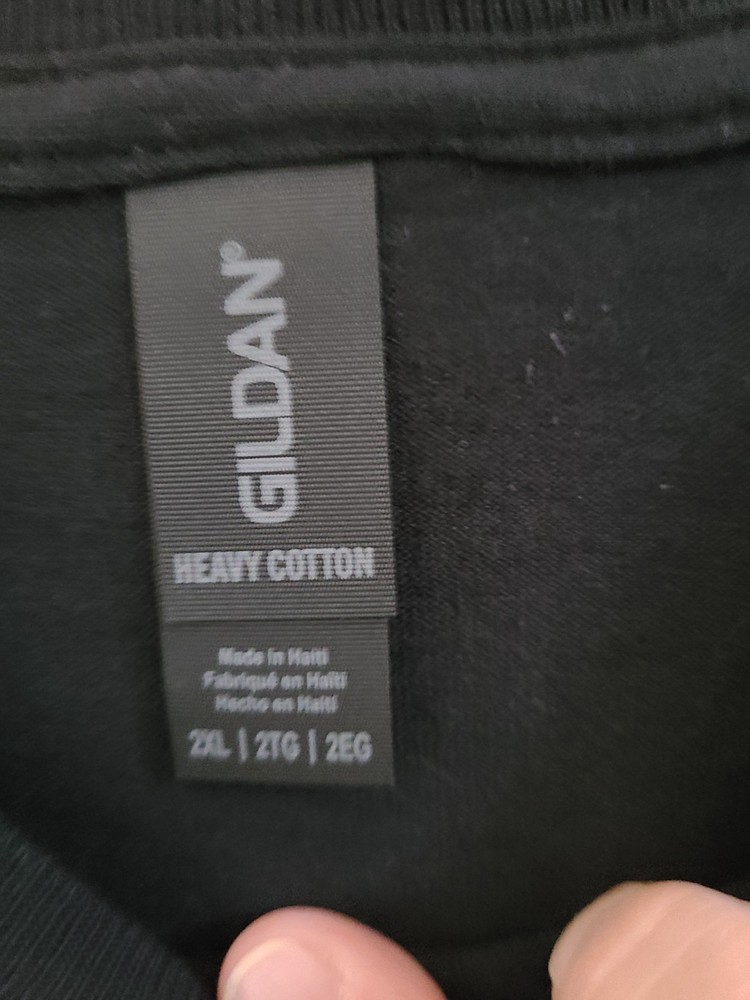 GILDAN®
HEAVY COTTON
Made in Haiti
Fabriqué en Haïti
Hecho en Haití
2XL | 2TG | 2EG